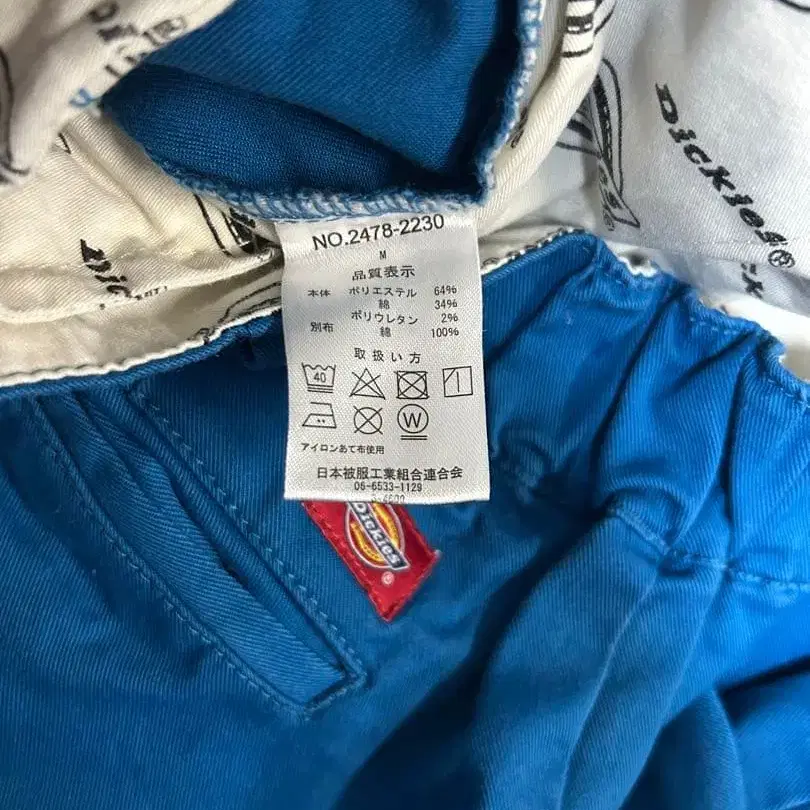 Dickies®
Dickies
NO.2478-2230
M
品質表示
本体 ポリエステル 64%
綿 34%
ポリウレタン 2%
別布 綿 100%
取扱い方
40
W
アイロンあて布使用
日本被服工業組合連合会
06-6533-1129
Dickies
®